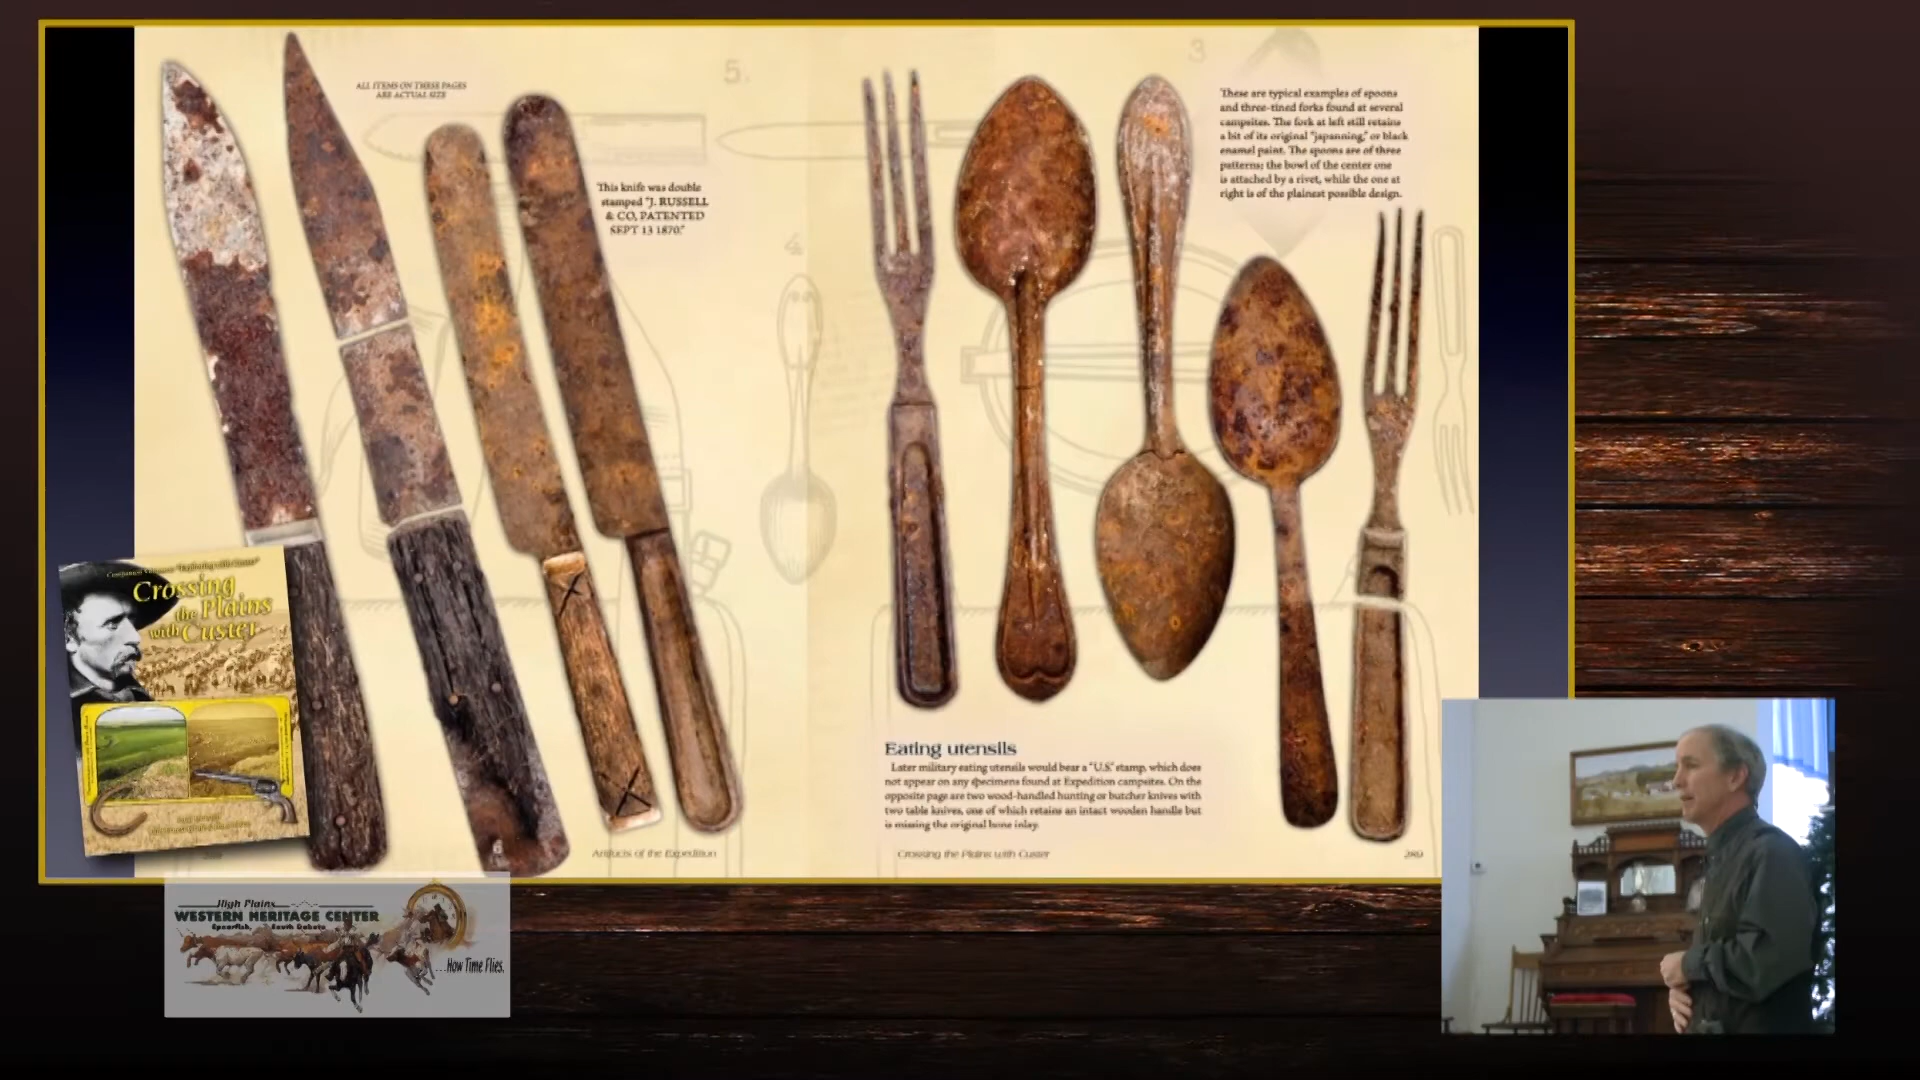 ALL ITEMS ON THESE PAGES
ARE ACTUAL SIZE
5.
3
4
This knife was double
stamped "J. RUSSELL
& CO, PATENTED
SEPT 13 1870."
These are typical examples of spoons
and three-tined forks found at several
campsites. The fork at left still retains
a bit of its original "japanning," or black
enamel paint. The spoons are of three
patterns; the bowl of the center one
is attached by a rivet, while the one at
right is of the plainest possible design.
Eating utensils
Later military eating utensils would bear a "U.S." stamp, which does
not appear on any specimens found at Expedition campsites. On the
opposite page are two wood-handled hunting or butcher knives with
two table knives, one of which retains an intact wooden handle but
is missing the original bone inlay.
6
Artifacts of the Expedition
Crossing the Plains with Custer
289
Crossing
the Plains
with Custer
High Plains
WESTERN HERITAGE CENTER
Spearfish, South Dakota
...How Time Flies.